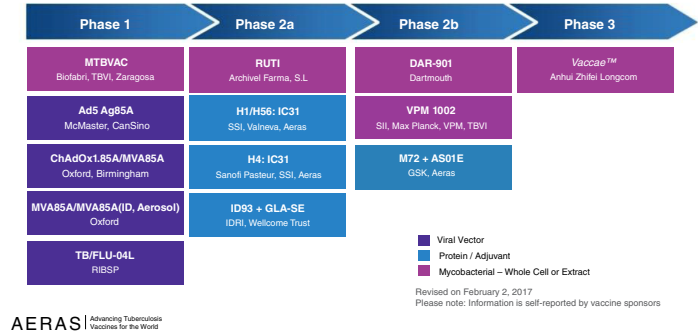 Phase 1
Phase 2a
Phase 2b
Phase 3
MTBVAC
Biofabri, TBVI, Zaragosa
RUTI
Archivel Farma, S.L
DAR-901
Dartmouth
Vaccae™
Anhui Zhifei Longcom
Ad5 Ag85A
McMaster, CanSino
H1/H56: IC31
SSI, Valneva, Aeras
VPM 1002
SII, Max Planck, VPM, TBVI
ChAdOx1.85A/MVA85A
Oxford, Birmingham
H4: IC31
Sanofi Pasteur, SSI, Aeras
M72 + AS01E
GSK, Aeras
MVA85A/MVA85A(ID, Aerosol)
Oxford
ID93 + GLA-SE
IDRI, Wellcome Trust
TB/FLU-04L
RIBSP
Viral Vector
Protein / Adjuvant
Mycobacterial – Whole Cell or Extract
Revised on February 2, 2017
Please note: Information is self-reported by vaccine sponsors
AERAS
Advancing Tuberculosis
Vaccines for the World